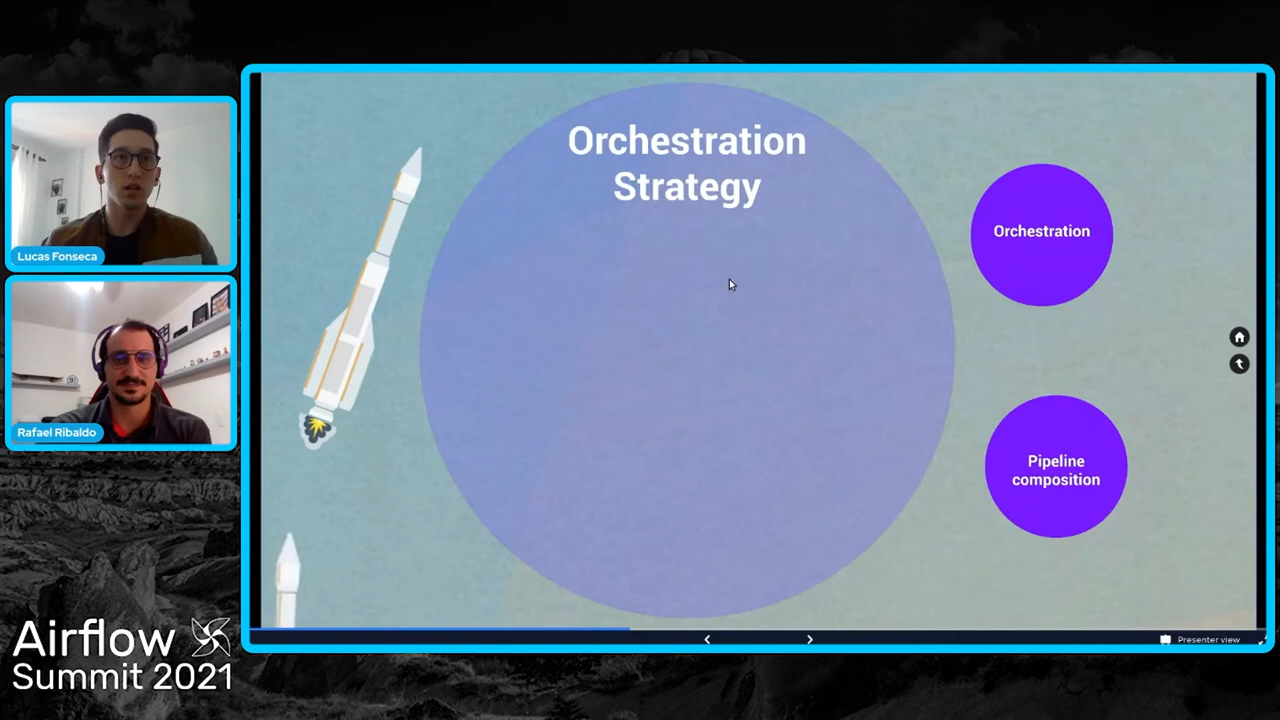 Lucas Fonseca
Rafael Ribaldo
Airflow
Summit 2021
Orchestration
Strategy
Orchestration
Pipeline
composition
Presenter view